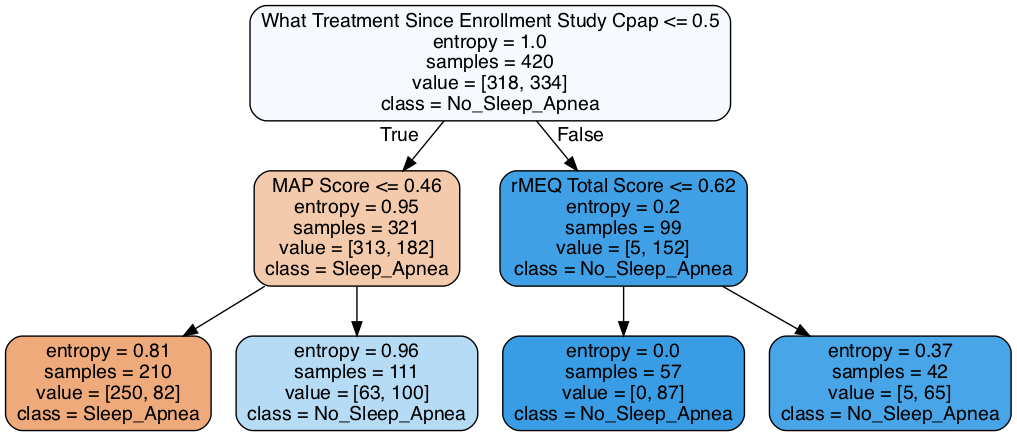 What Treatment Since Enrollment Study Cpap <= 0.5
entropy = 1.0
samples = 420
value = [318, 334]
class = No_Sleep_Apnea
True
False
MAP Score <= 0.46
entropy = 0.95
samples = 321
value = [313, 182]
class = Sleep_Apnea
rMEQ Total Score <= 0.62
entropy = 0.2
samples = 99
value = [5, 152]
class = No_Sleep_Apnea
entropy = 0.81
samples = 210
value = [250, 82]
class = Sleep_Apnea
entropy = 0.96
samples = 111
value = [63, 100]
class = No_Sleep_Apnea
entropy = 0.0
samples = 57
value = [0, 87]
class = No_Sleep_Apnea
entropy = 0.37
samples = 42
value = [5, 65]
class = No_Sleep_Apnea